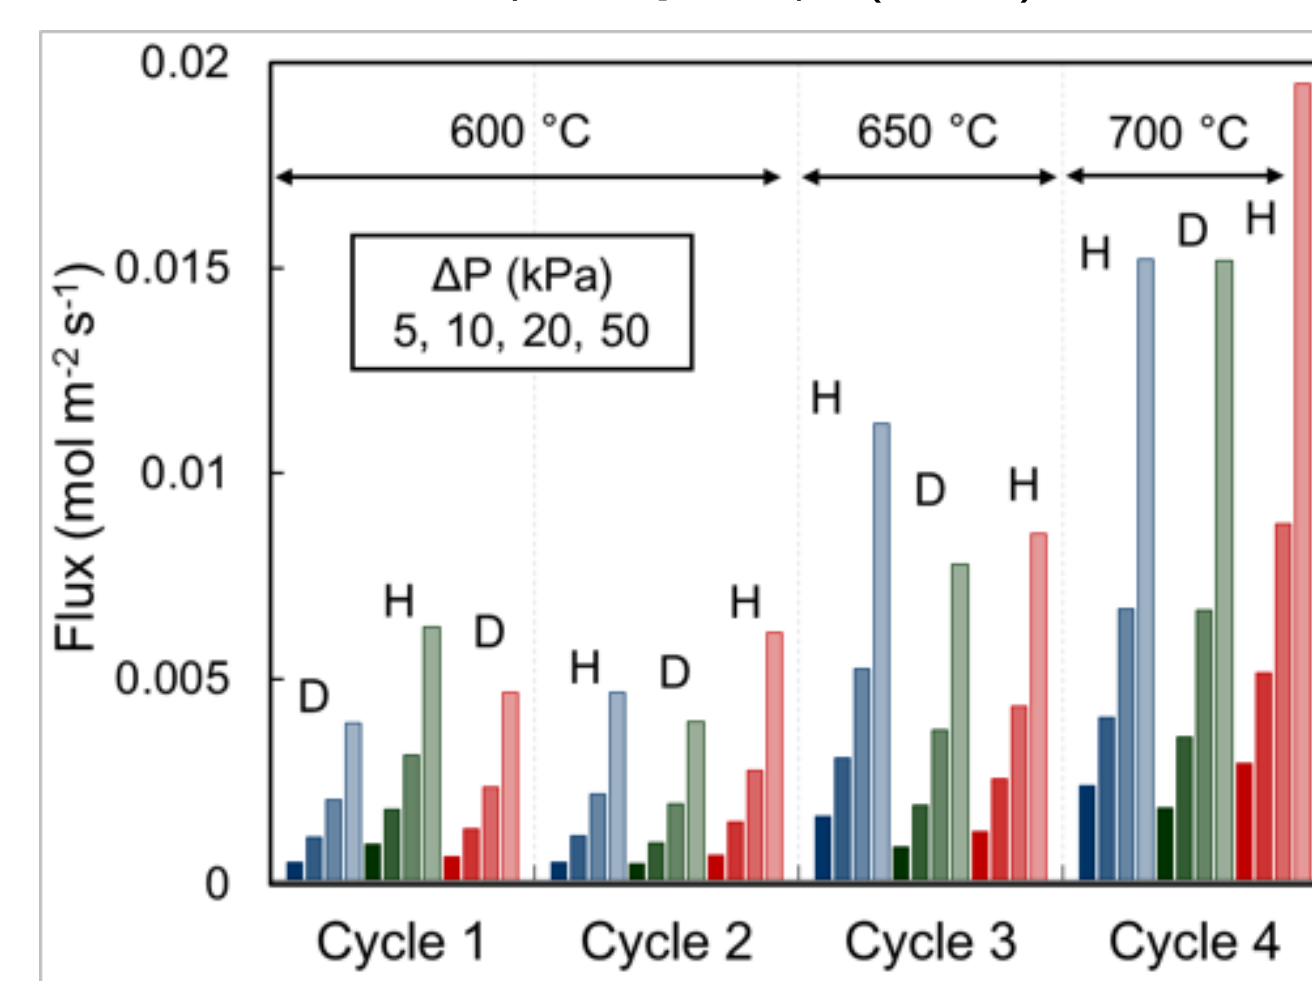 0.02
600 °C
650 °C
700 °C
H
D
H
0.015
ΔP (kPa)
5, 10, 20, 50
H
D
H
0.01
H
D
D
H
D
H
0.005
0
Flux (mol m⁻² s⁻¹)
Cycle 1
Cycle 2
Cycle 3
Cycle 4